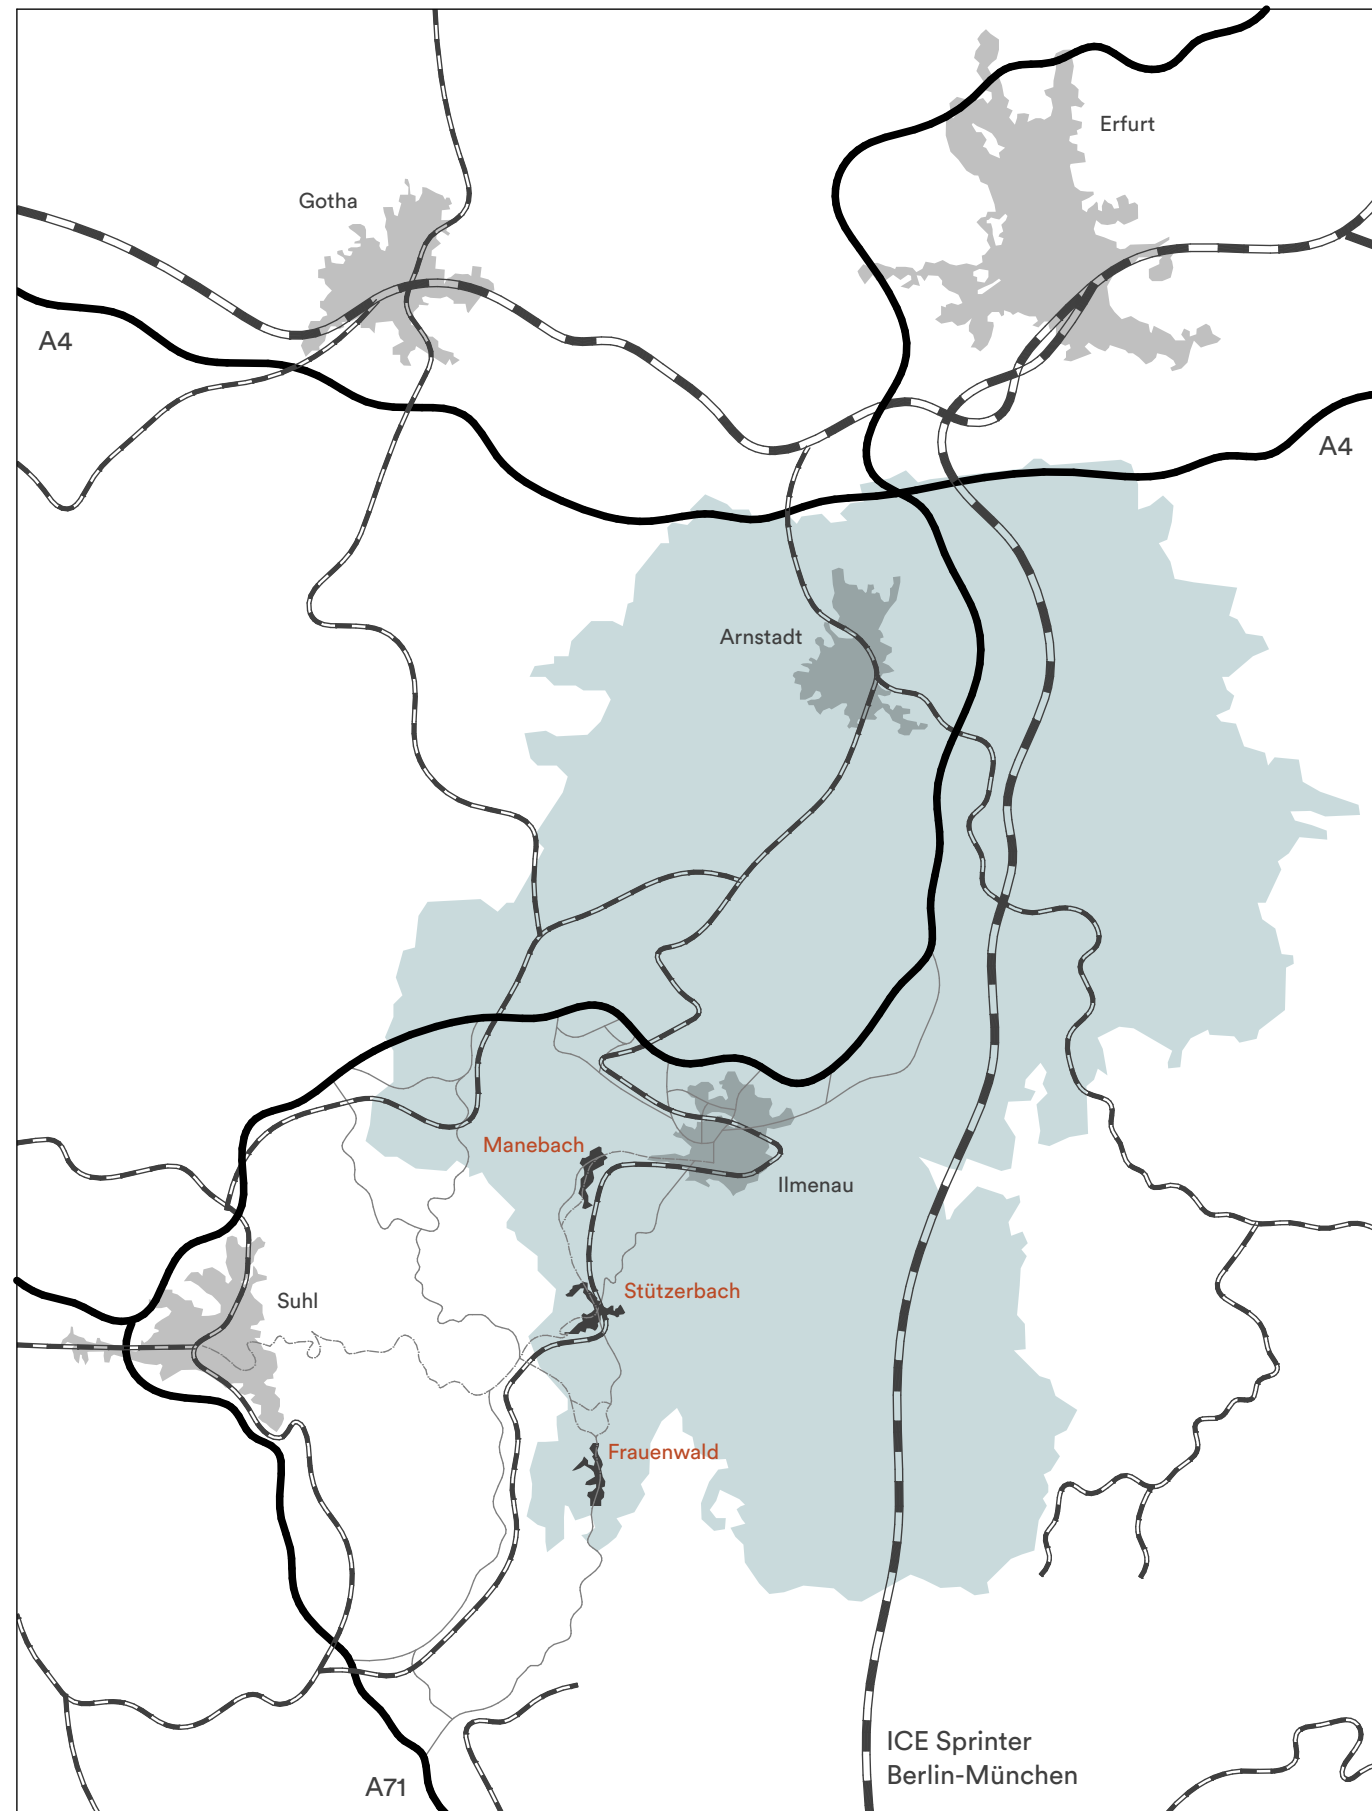 Erfurt
Gotha
A4
A4
Arnstadt
Manebach
Ilmenau
Stützerbach
Suhl
Frauenwald
ICE Sprinter
Berlin-München
A71